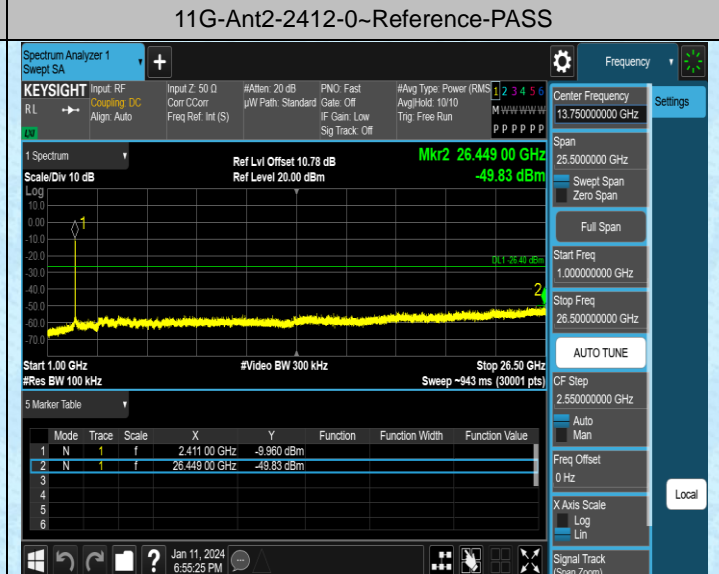 11G-Ant2-2412-0~Reference-PASS
Spectrum Analyzer 1
Swept SA
Frequency
KEYSIGHT
Input: RF
Input Z: 50 Ω
#Atten: 20 dB
PNO: Fast
#Avg Type: Power (RMS
1 2 3 4 5 6
RL
Coupling: DC
Corr CCorr
µW Path: Standard
Gate: Off
Avg|Hold: 10/10
M W W W W W
Align: Auto
Freq Ref: Int (S)
IF Gain: Low
Trig: Free Run
Sig Track: Off
P P P P P P
Center Frequency
13.750000000 GHz
Settings
Span
25.5000000 GHz
Swept Span
Zero Span
Full Span
Start Freq
1.000000000 GHz
Stop Freq
26.500000000 GHz
AUTO TUNE
CF Step
2.550000000 GHz
Auto
Man
Freq Offset
0 Hz
X Axis Scale
Log
Lin
Signal Track
(Span Zoom)
Local
1 Spectrum
Scale/Div 10 dB
Ref Lvl Offset 10.78 dB
Ref Level 20.00 dBm
Mkr2 26.449 00 GHz
-49.83 dBm
Log
10.0
0.00
-10.0
-20.0
-30.0
-40.0
-50.0
-60.0
-70.0
1
DL1 -26.40 dBm
2
Start 1.00 GHz
#Video BW 300 kHz
Stop 26.50 GHz
#Res BW 100 kHz
Sweep ~943 ms (30001 pts)
5 Marker Table
Mode Trace Scale X Y Function Function Width Function Value
1 N 1 f 2.411 00 GHz -9.960 dBm
2 N 1 f 26.449 00 GHz -49.83 dBm
3
4
5
6
?
Jan 11, 2024
6:55:25 PM